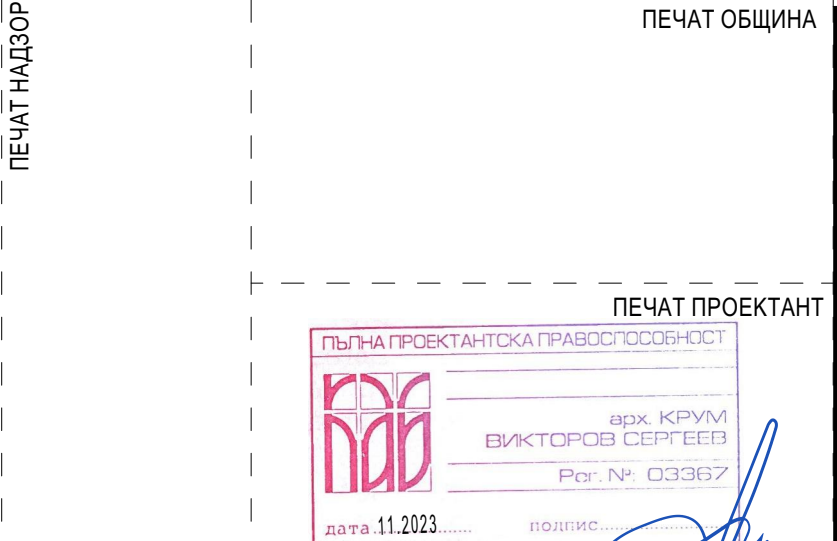 ПЕЧАТ НАДЗОР
ПЕЧАТ ОБЩИНА
ПЕЧАТ ПРОЕКТАНТ
ПЪЛНА ПРОЕКТАНТСКА ПРАВОСПОСОБНОСТ
арх. КРУМ
ВИКТОРОВ СЕРГЕЕВ
Рег. №: 03367
дата 11.2023........ подпис....................